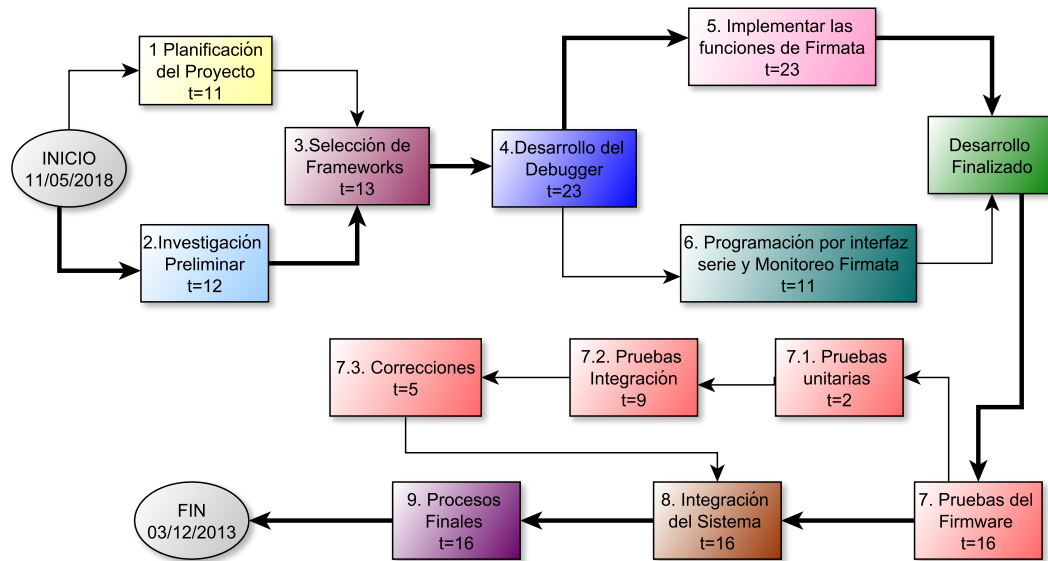 1 Planificación
del Proyecto
t=11
5. Implementar las
funciones de Firmata
t=23
INICIO
11/05/2018
3.Selección de
Frameworks
t=13
4.Desarrollo del
Debugger
t=23
Desarrollo
Finalizado
2.Investigación
Preliminar
t=12
6. Programación por interfaz
serie y Monitoreo Firmata
t=11
7.3. Correcciones
t=5
7.2. Pruebas
Integración
t=9
7.1. Pruebas
unitarias
t=2
FIN
03/12/2013
9. Procesos
Finales
t=16
8. Integración
del Sistema
t=16
7. Pruebas del
Firmware
t=16